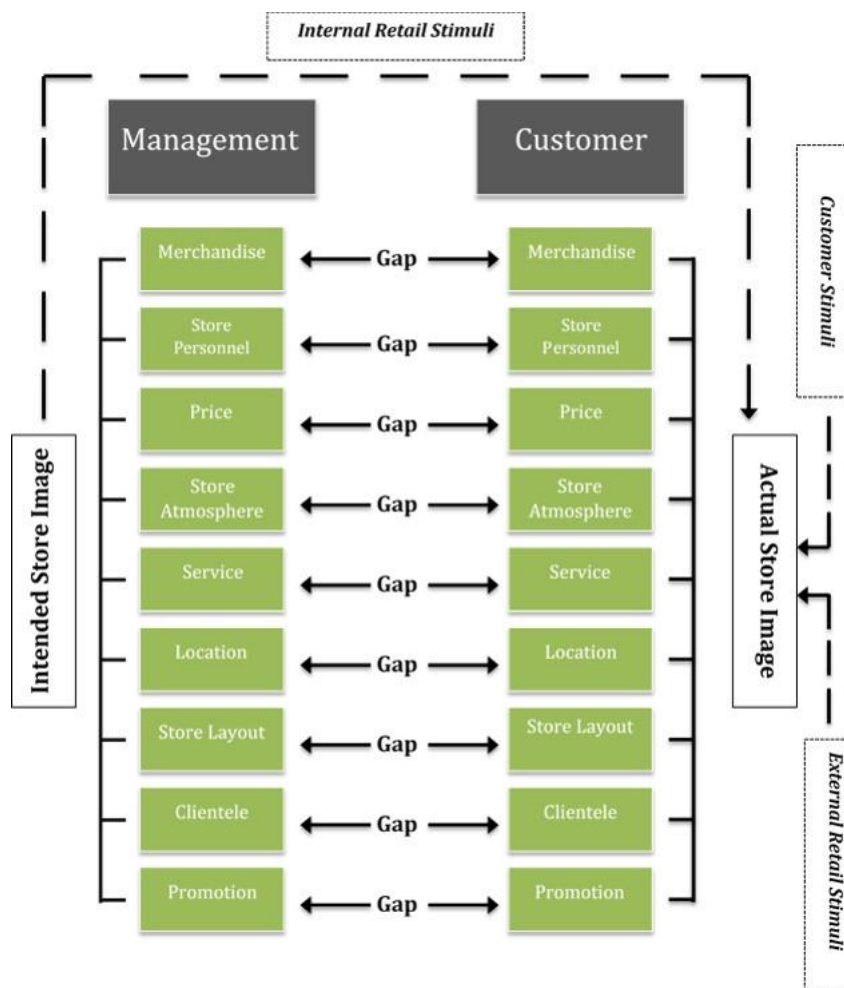 Internal Retail Stimuli
Management
Customer
Customer Stimuli
Merchandise
Gap
Merchandise
Store
Personnel
Gap
Store
Personnel
Price
Gap
Price
Intended Store Image
Actual Store Image
Store
Atmosphere
Gap
Store
Atmosphere
Service
Gap
Service
Location
Gap
Location
Store Layout
Gap
Store Layout
Clientele
Gap
Clientele
Promotion
Gap
Promotion
External Retail Stimuli